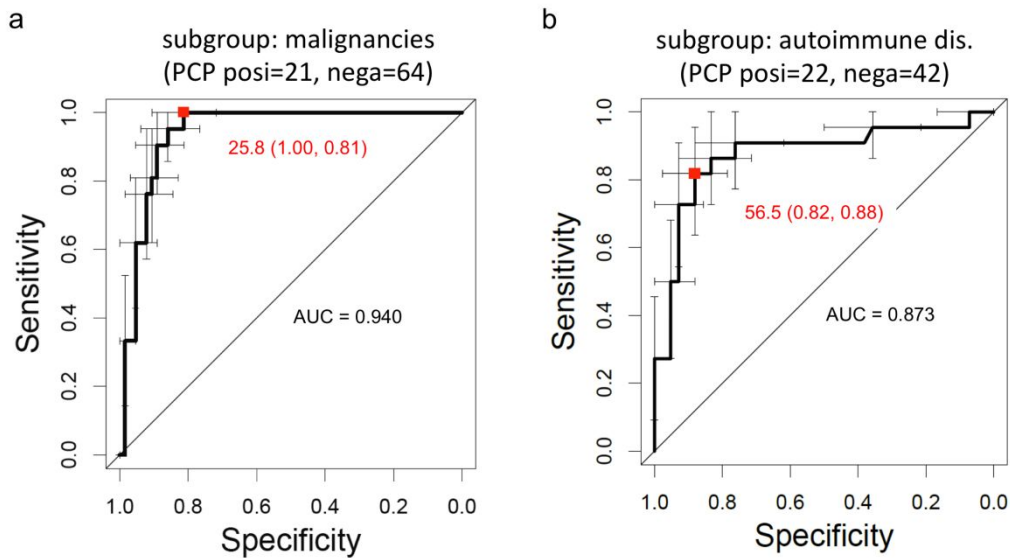 a
subgroup: malignancies
(PCP posi=21, nega=64)
Sensitivity
1.0
0.8
0.6
0.4
0.2
0.0
25.8 (1.00, 0.81)
AUC = 0.940
1.0 0.8 0.6 0.4 0.2 0.0
Specificity
b
subgroup: autoimmune dis.
(PCP posi=22, nega=42)
Sensitivity
1.0
0.8
0.6
0.4
0.2
0.0
56.5 (0.82, 0.88)
AUC = 0.873
1.0 0.8 0.6 0.4 0.2 0.0
Specificity